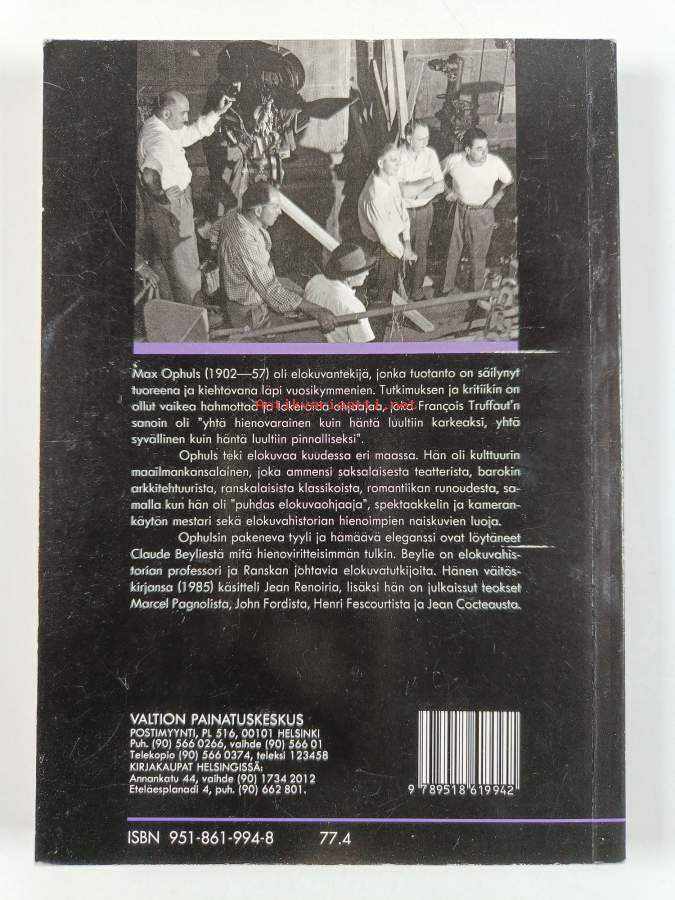 Max Ophuls (1902—57) oli elokuvantekijä, jonka tuotanto on säilynyt
tuoreena ja kiehtovana läpi vuosikymmenien. Tutkimuksen ja kritiikin on
ollut vaikea hahmottaa ja lokeroida ohjaajaa, joka François Truffaut'n
Antikvariaatti.net
sanoin oli "yhtä hienovarainen kuin häntä luultiin karkeaksi, yhtä
syvällinen kuin häntä luultiin pinnalliseksi".
Ophuls teki elokuvaa kuudessa eri maassa. Hän oli kulttuurin
maailmankansalainen, joka ammensi saksalaisesta teatterista, barokin
arkkitehtuurista, ranskalaisista klassikoista, romantiikan runoudesta, sa-
malla kun hän oli "puhdas elokuvaohjaaja", spektaakkelin ja kameran-
käytön mestari sekä elokuvahistorian hienoimpien naiskuvien luoja.
Ophulsin pakeneva tyyli ja hämäävä eleganssi ovat löytäneet
Claude Beyliestä mitä hienoviritteisimmän tulkin. Beylie on elokuvahis-
torian professori ja Ranskan johtavia elokuvatutkijoita. Hänen väitös-
kirjansa (1985) käsitteli Jean Renoiria, lisäksi hän on julkaissut teokset
Marcel Pagnolista, John Fordista, Henri Fescourtista ja Jean Cocteausta.
VALTION PAINATUSKESKUS
POSTIMYYNTI, PL 516, 00101 HELSINKI
Puh. (90) 566 0266, vaihde (90) 566 01
Telekopio (90) 566 0374, teleksi 123458
KIRJAKAUPAT HELSINGISSÄ:
Annankatu 44, vaihde (90) 1734 2012
Eteläesplanadi 4, puh. (90) 662 801.
9 789518 619942
ISBN 951-861-994-8 77.4